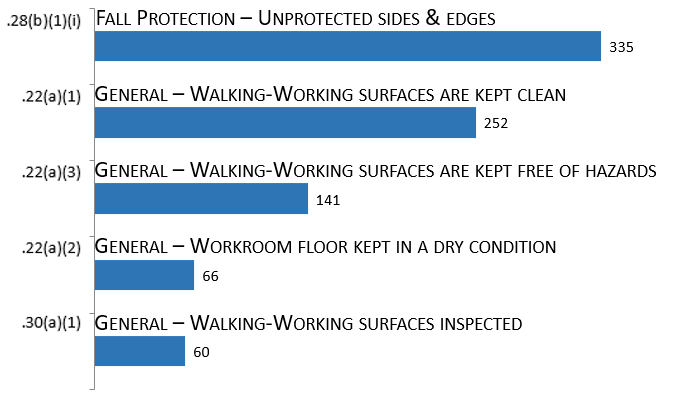 .28(b)(1)(i) Fall Protection – Unprotected sides & edges
335
.22(a)(1) General – Walking-Working surfaces are kept clean
252
.22(a)(3) General – Walking-Working surfaces are kept free of hazards
141
.22(a)(2) General – Workroom floor kept in a dry condition
66
.30(a)(1) General – Walking-Working surfaces inspected
60